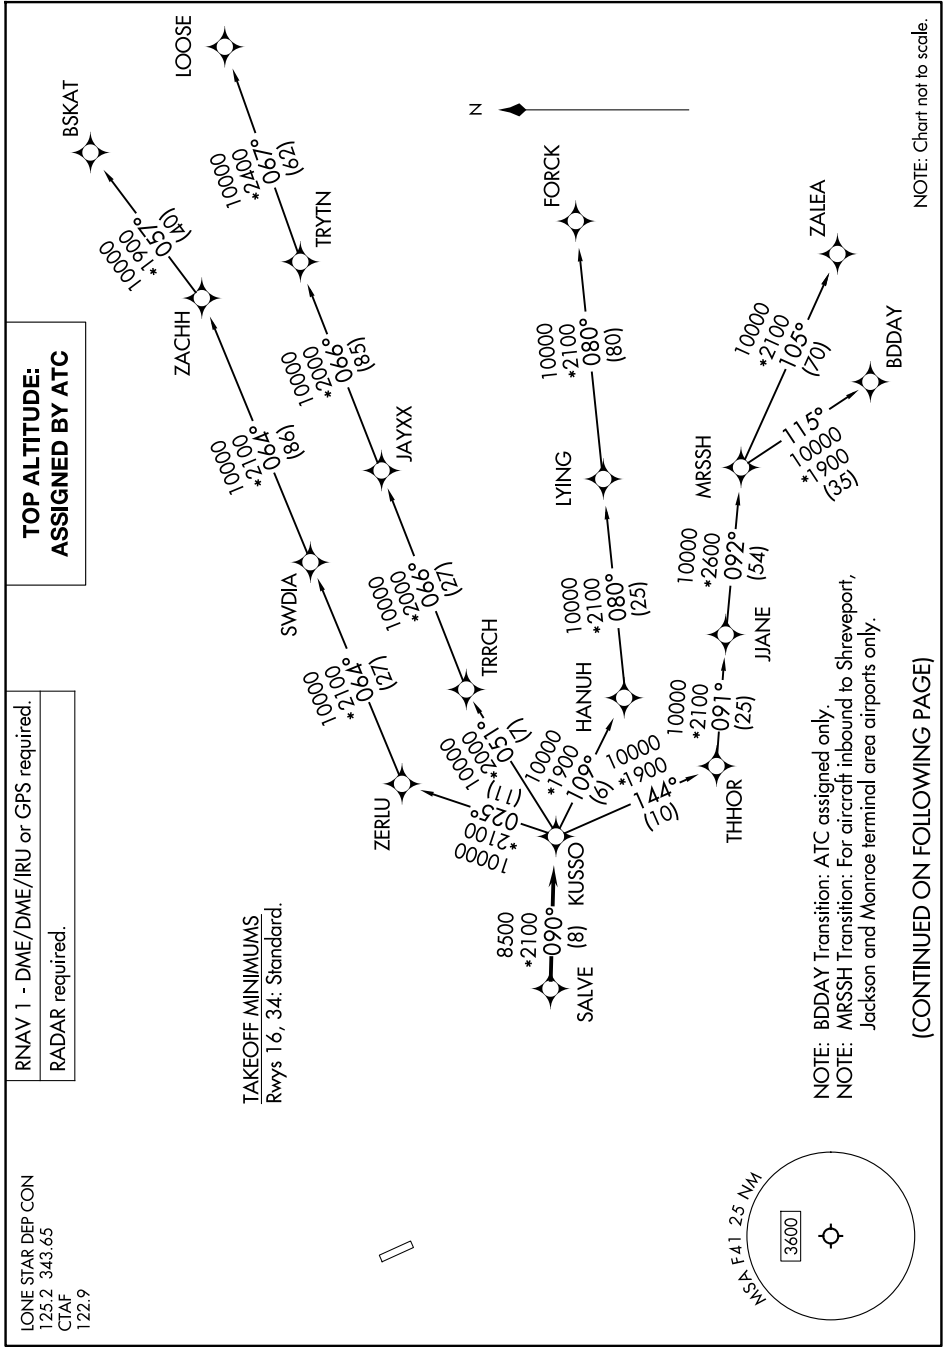 LONE STAR DEP CON
125.2 343.65
CTAF
122.9
RNAV 1 - DME/DME/IRU or GPS required.
RADAR required.
TOP ALTITUDE:
ASSIGNED BY ATC
TAKEOFF MINIMUMS
Rwys 16, 34: Standard.
BSKAT
10000
*1900
057°
(40)
ZACHH
10000
*2100
064°
(86)
SWDIA
10000
*2100
064°
(27)
ZERLU
LOOSE
10000
*2400
067°
(62)
TRYTN
10000
*2000
066°
(85)
JAYXX
10000
*2000
066°
(27)
TRRCH
10000
*2000
051°
(7)
10000
*2100
025°
(11)
N
FORCK
10000
*2100
080°
(80)
LYING
10000
*2100
080°
(25)
HANUH
10000
*1900
109°
(6)
SALVE
8500
*2100
090°
(8)
KUSSO
10000
*1900
144°
(10)
THHOR
10000
*2100
091°
(25)
JJANE
10000
*2600
092°
(54)
MRSSH
10000
*2100
105°
(70)
ZALEA
115°
10000
*1900
(35)
BDDAY
MSA F41 25 NM
3600
NOTE: BDDAY Transition: ATC assigned only.
NOTE: MRSSH Transition: For aircraft inbound to Shreveport,
Jackson and Monroe terminal area airports only.
NOTE: Chart not to scale.
(CONTINUED ON FOLLOWING PAGE)